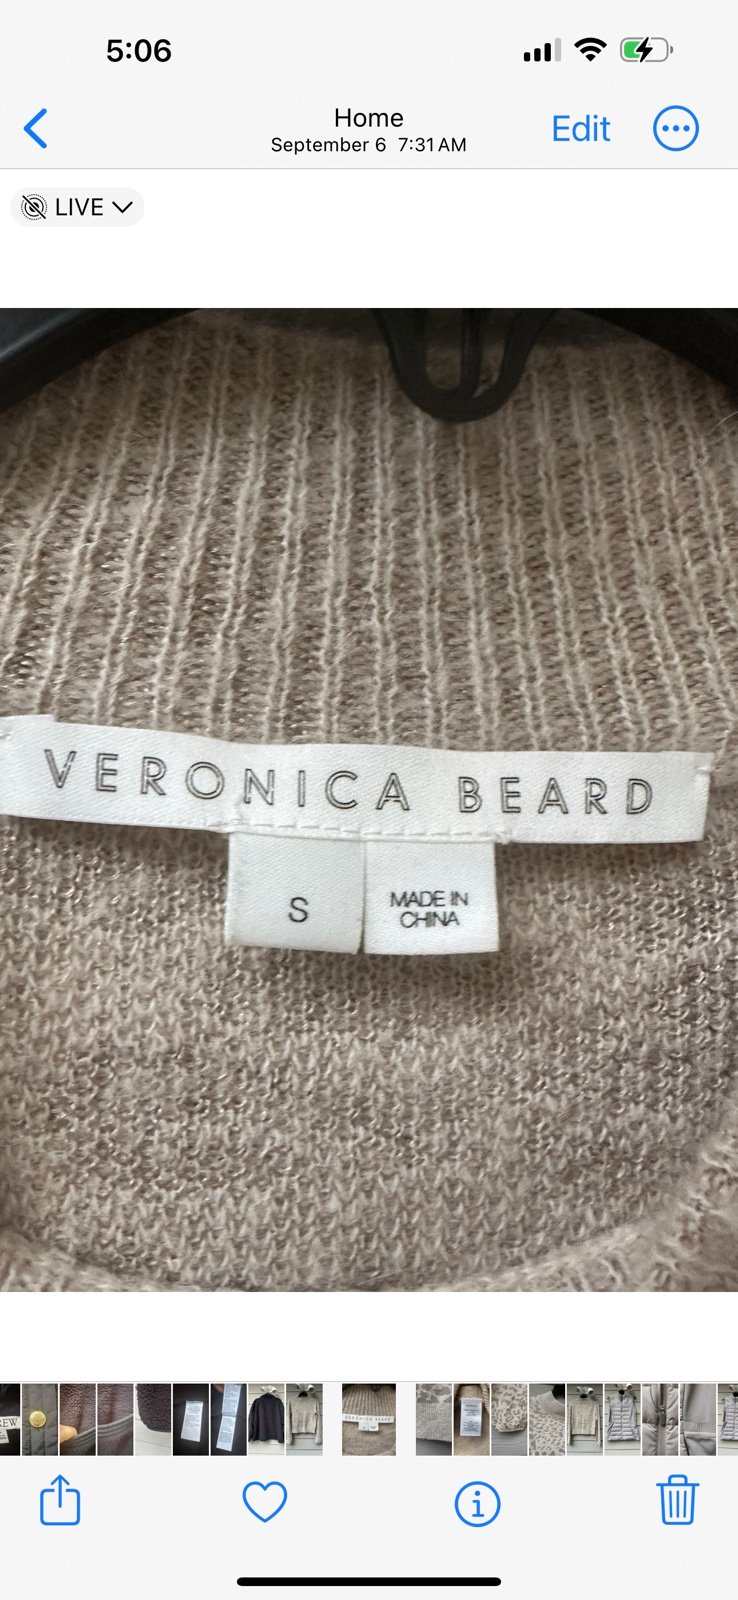 5:06
Home
September 6 7:31 AM
Edit
LIVE
VERONICA BEARD
S
MADE IN
CHINA